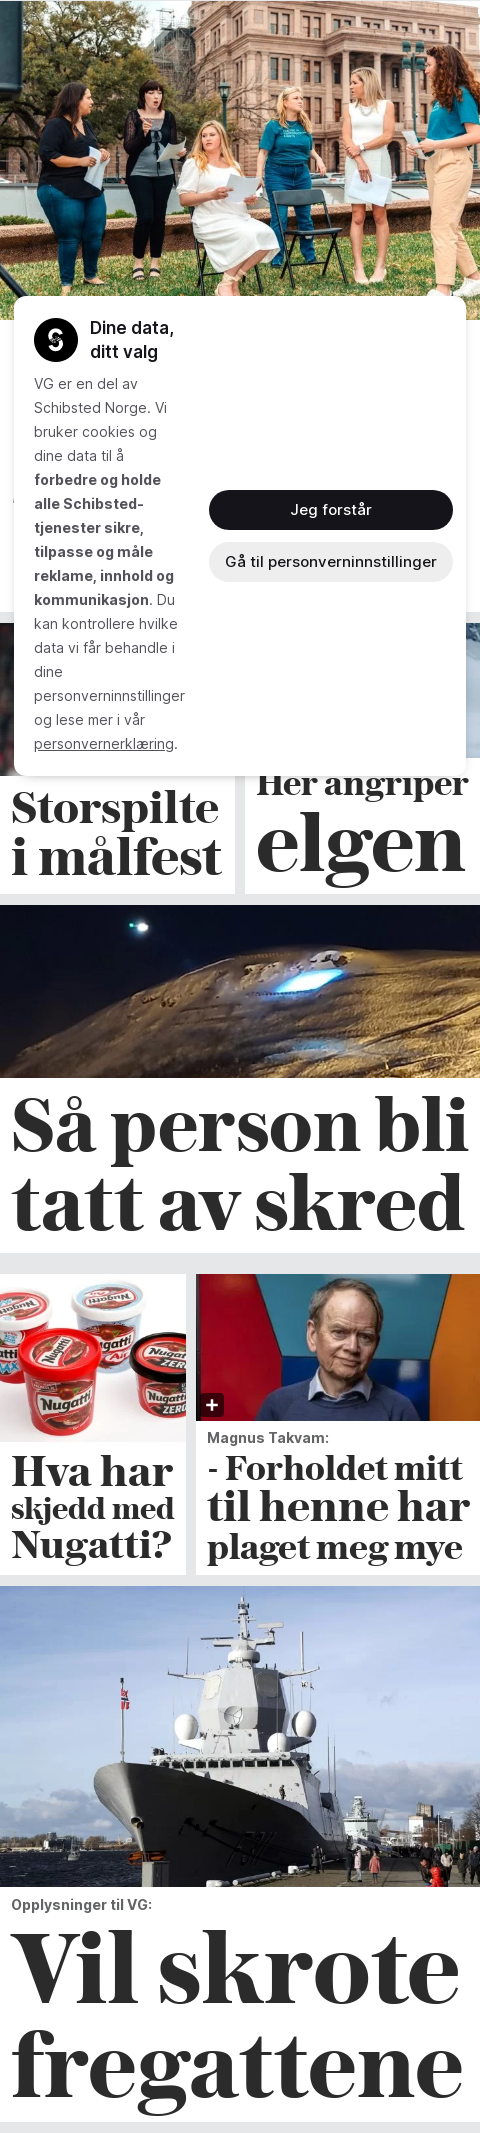 Dine data,
ditt valg
VG er en del av
Schibsted Norge. Vi
bruker cookies og
dine data til å
forbedre og holde
alle Schibsted-
tjenester sikre,
tilpasse og måle
reklame, innhold og
kommunikasjon. Du
kan kontrollere hvilke
data vi får behandle i
dine
personverninnstillinger
og lese mer i vår
personvernerklæring.
Jeg forstår
Gå til personverninnstillinger
Storspilte
i målfest
Her angriper
elgen
Så person bli
tatt av skred
Nugatti
Nugatti
Nugatti
Nugatti
ZERO
Hva har
skjedd med
Nugatti?
Magnus Takvam:
- Forholdet mitt
til henne har
plaget meg mye
Opplysninger til VG:
Vil skrote
fregattene